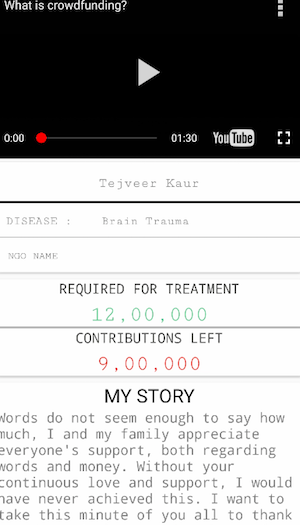 What is crowdfunding?
0:00 01:30 YouTube
Tejveer Kaur
DISEASE : Brain Trauma
NGO NAME
REQUIRED FOR TREATMENT
12,00,000
CONTRIBUTIONS LEFT
9,00,000
MY STORY
Words do not seem enough to say how
much, I and my family appreciate
everyone's support, both regarding
words and money. Without your
continuous love and support, I would
have never achieved this. I want to
take this minute of you all to thank